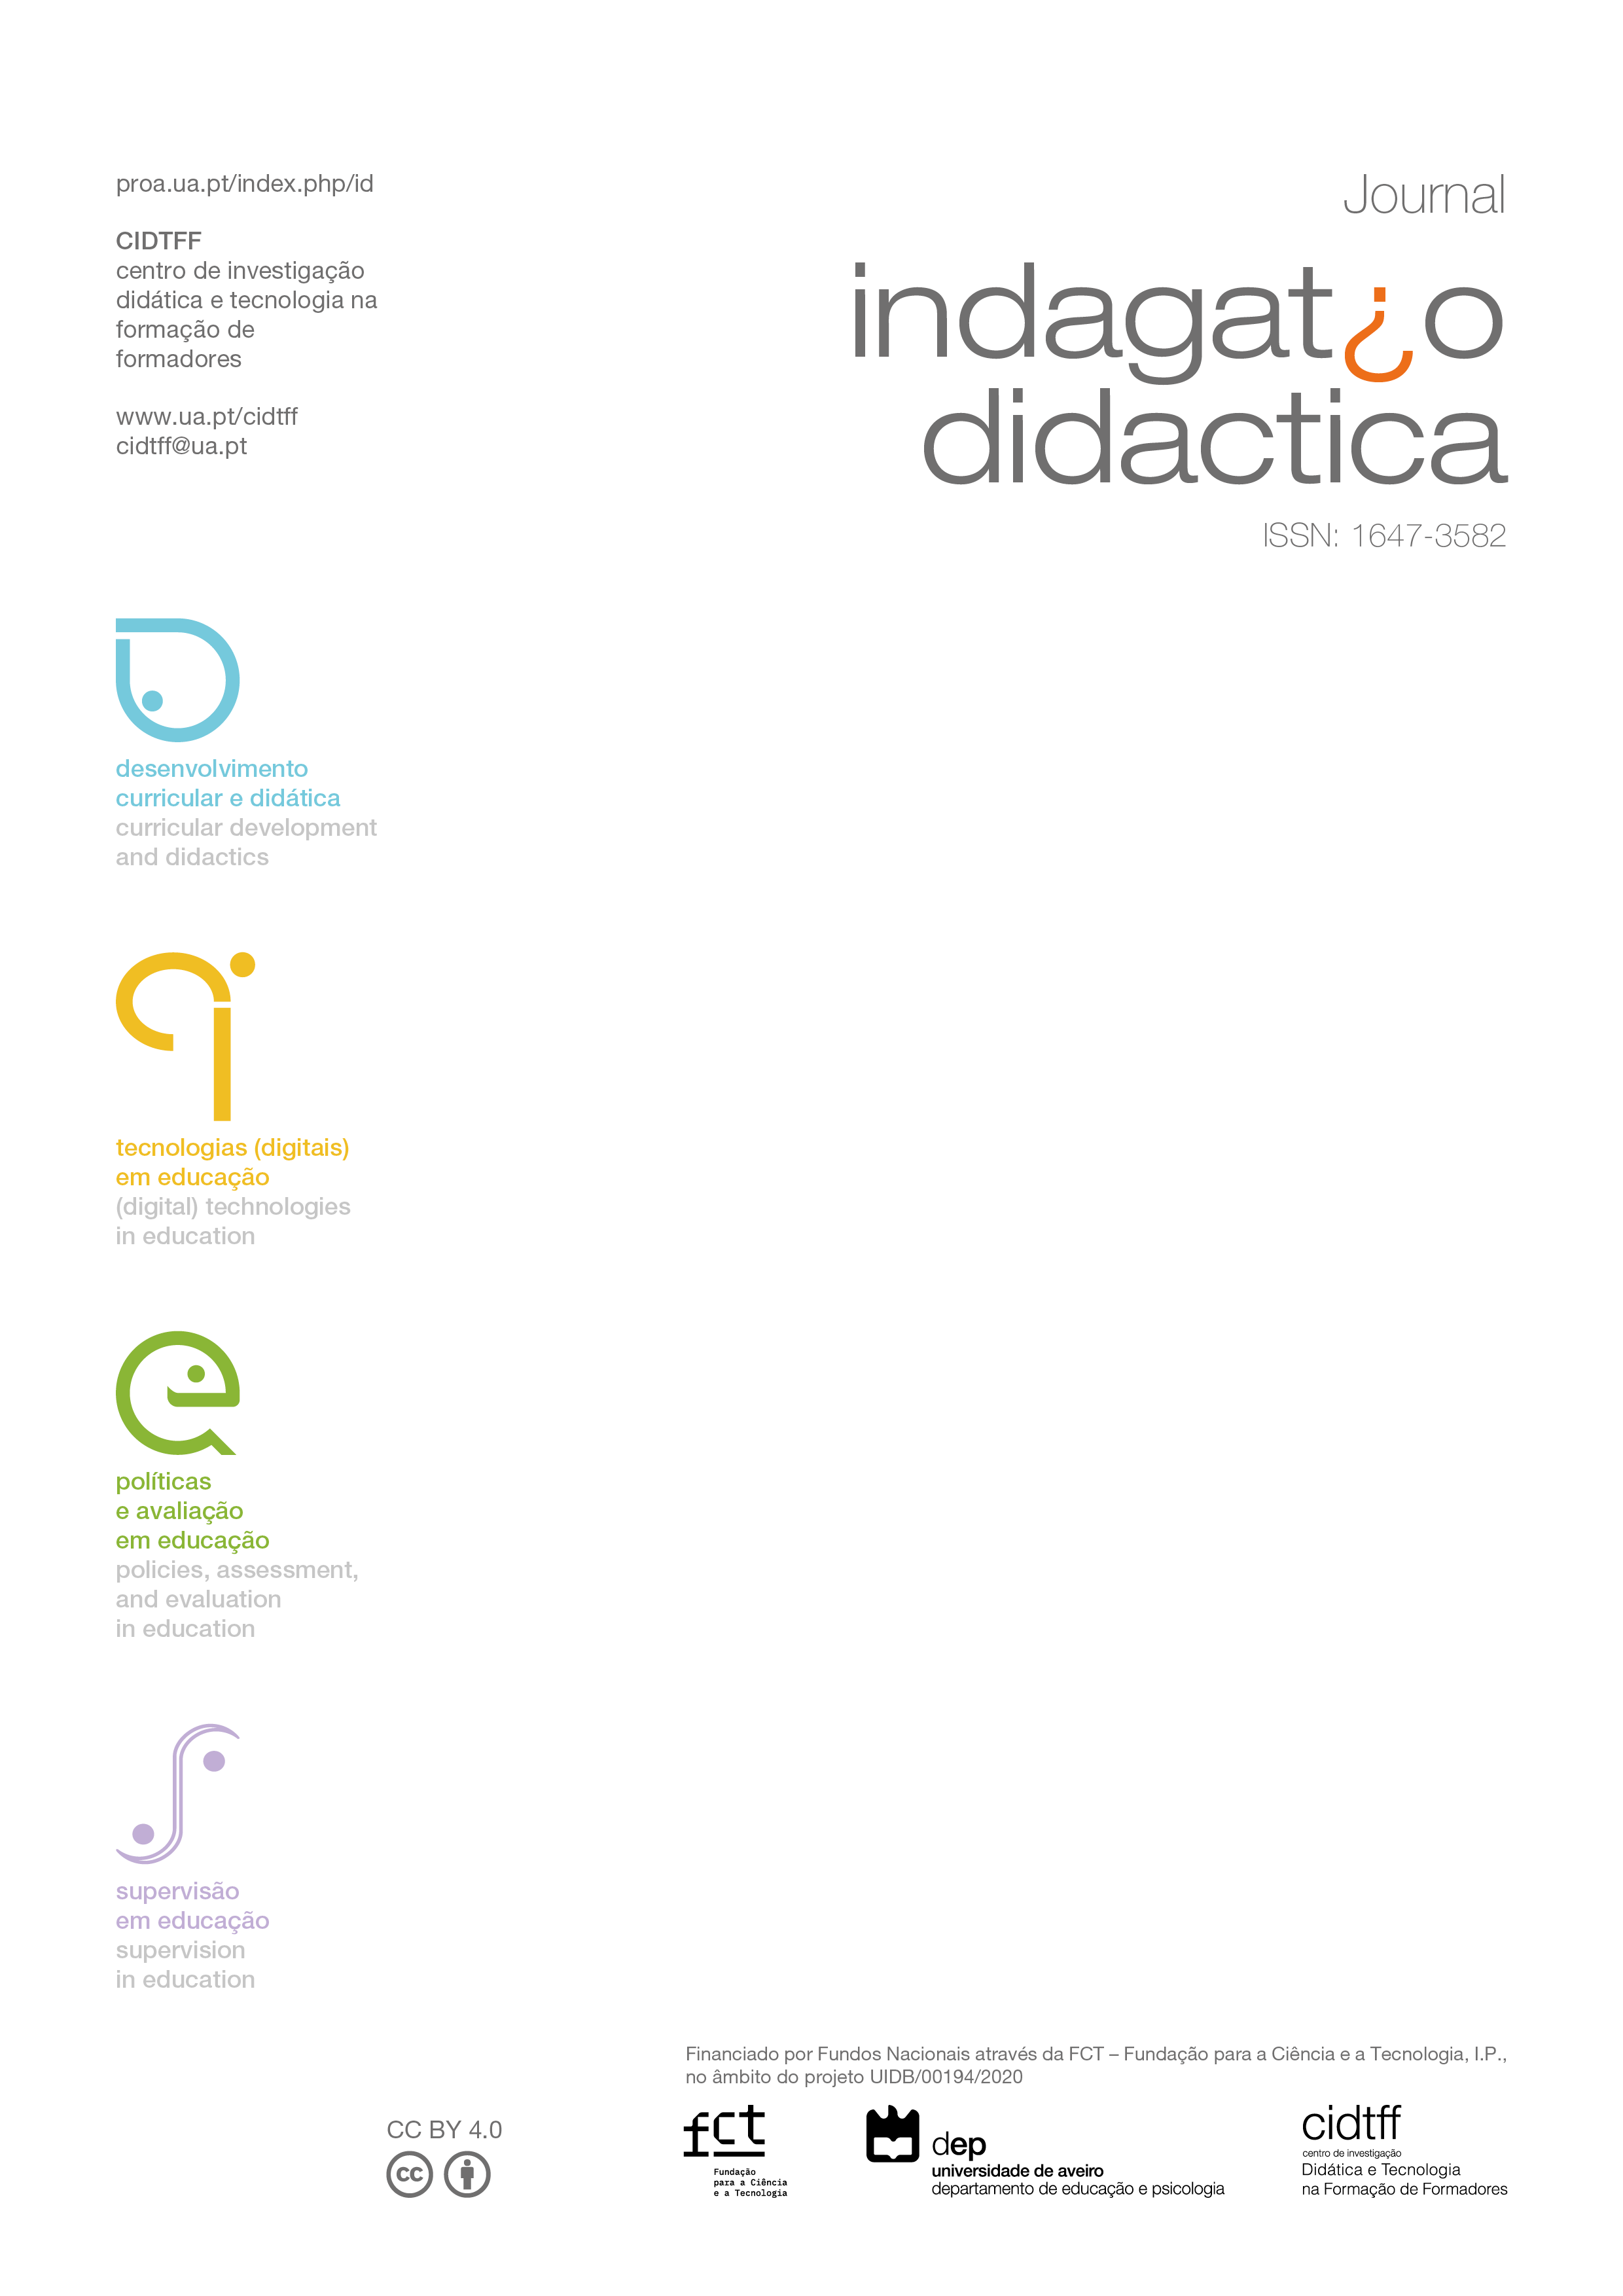 proa.ua.pt/index.php/id
CIDTFF
centro de investigação
didática e tecnologia na
formação de
formadores
www.ua.pt/cidtff
cidtff@ua.pt
Journal
indagat¿o
didactica
ISSN: 1647-3582
desenvolvimento
curricular e didática
curricular development
and didactics
tecnologias (digitais)
em educação
(digital) technologies
in education
políticas
e avaliação
em educação
policies, assessment,
and evaluation
in education
supervisão
em educação
supervision
in education
Financiado por Fundos Nacionais através da FCT – Fundação para a Ciência e a Tecnologia, I.P.,
no âmbito do projeto UIDB/00194/2020
CC BY 4.0
cc
fct
Fundação
para a Ciência
e a Tecnologia
dep
universidade de aveiro
departamento de educação e psicologia
cidtff
centro de investigação
Didática e Tecnologia
na Formação de Formadores